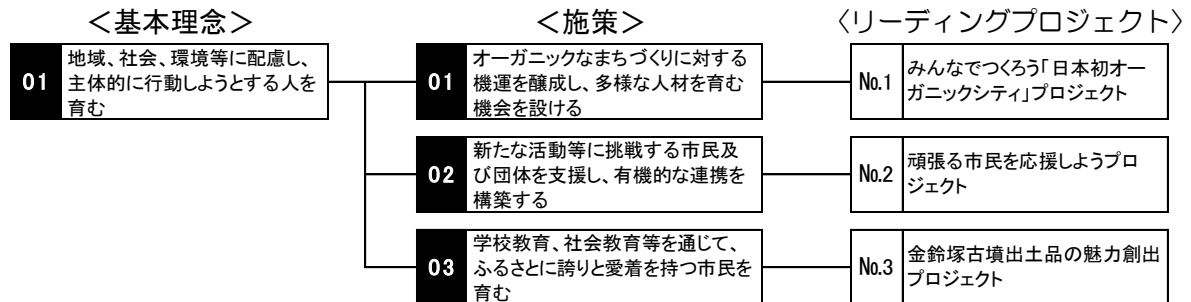 ＜基本理念＞
＜施策＞
〈リーディングプロジェクト〉
01
地域、社会、環境等に配慮し、
主体的に行動しようとする人を
育む
01
オーガニックなまちづくりに対する
機運を醸成し、多様な人材を育む
機会を設ける
№1
みんなでつくろう「日本初オー
ガニックシティ」プロジェクト
02
新たな活動等に挑戦する市民及
び団体を支援し、有機的な連携を
構築する
№2
頑張る市民を応援しようプロ
ジェクト
03
学校教育、社会教育等を通じて、
ふるさとに誇りと愛着を持つ市民を
育む
№3
金鈴塚古墳出土品の魅力創出
プロジェクト